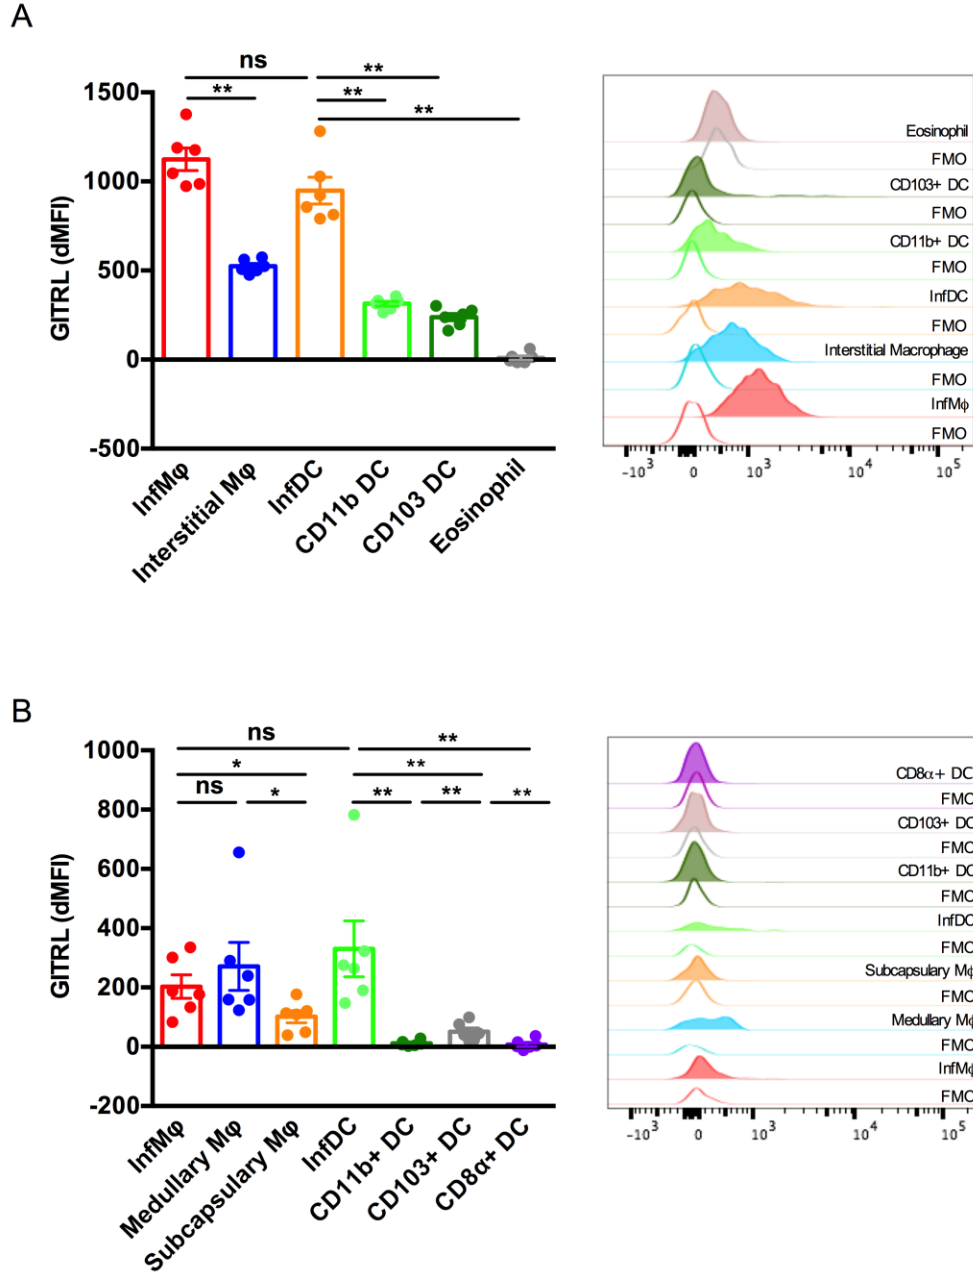 A
ns
**
**
**
**
1500
1000
500
0
-500
GITRL (dMFI)
InfMφ
Interstitial Mφ
InfDC
CD11b DC
CD103 DC
Eosinophil
Eosinophil
FMO
CD103+ DC
FMO
CD11b+ DC
FMO
InfDC
FMO
Interstitial Macrophage
FMO
InfMφ
FMO
-10³ 0 10³ 10⁴ 10⁵
B
ns
**
*
**
ns
*
**
**
**
1000
800
600
400
200
0
-200
GITRL (dMFI)
InfMφ
Medullary Mφ
Subcapsulary Mφ
InfDC
CD11b+ DC
CD103+ DC
CD8α+ DC
CD8α+ DC
FMO
CD103+ DC
FMO
CD11b+ DC
FMO
InfDC
FMO
Subcapsulary Mφ
FMO
Medullary Mφ
FMO
InfMφ
FMO
-10³ 0 10³ 10⁴ 10⁵